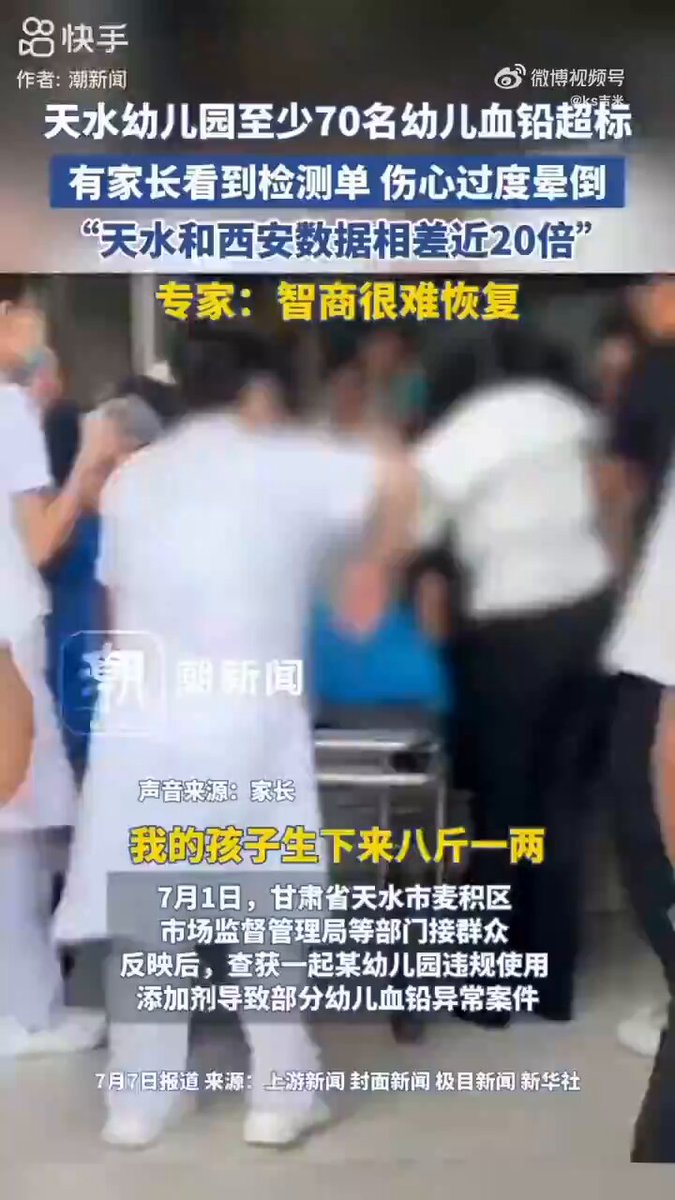 快手
作者: 潮新闻
微博视频号
@ks吉米
天水幼儿园至少70名幼儿血铅超标
有家长看到检测单 伤心过度晕倒
“天水和西安数据相差近20倍”
专家：智商很难恢复
潮新闻
声音来源：家长
我的孩子生下来八斤一两
7月1日，甘肃省天水市麦积区
市场监督管理局等部门接群众
反映后，查获一起某幼儿园违规使用
添加剂导致部分幼儿血铅异常案件
7月7日报道 来源：上游新闻 封面新闻 极目新闻 新华社